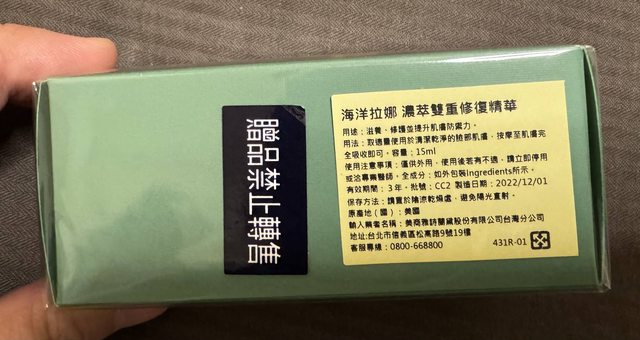 贈品禁止轉售
海洋拉娜 濃萃雙重修復精華
用途：滋養、修護並提升肌膚防禦力。
用法：取適量使用於清潔乾淨的臉部肌膚，按摩至肌膚完
全吸收即可。容量：15ml
使用注意事項：僅供外用，使用後若有不適，請立即停用
或洽專業醫師。全成分：如外包裝Ingredients所示。
有效期間：3年。批號：CC2 製造日期：2022/12/01
保存方法：請置於陰涼乾燥處，避免陽光直射。
原產地（國）：美國
輸入業者名稱：美商雅詩蘭黛股份有限公司台灣分公司
地址:台北市信義區松高路9號19樓
客服專線：0800-668800
431R-01